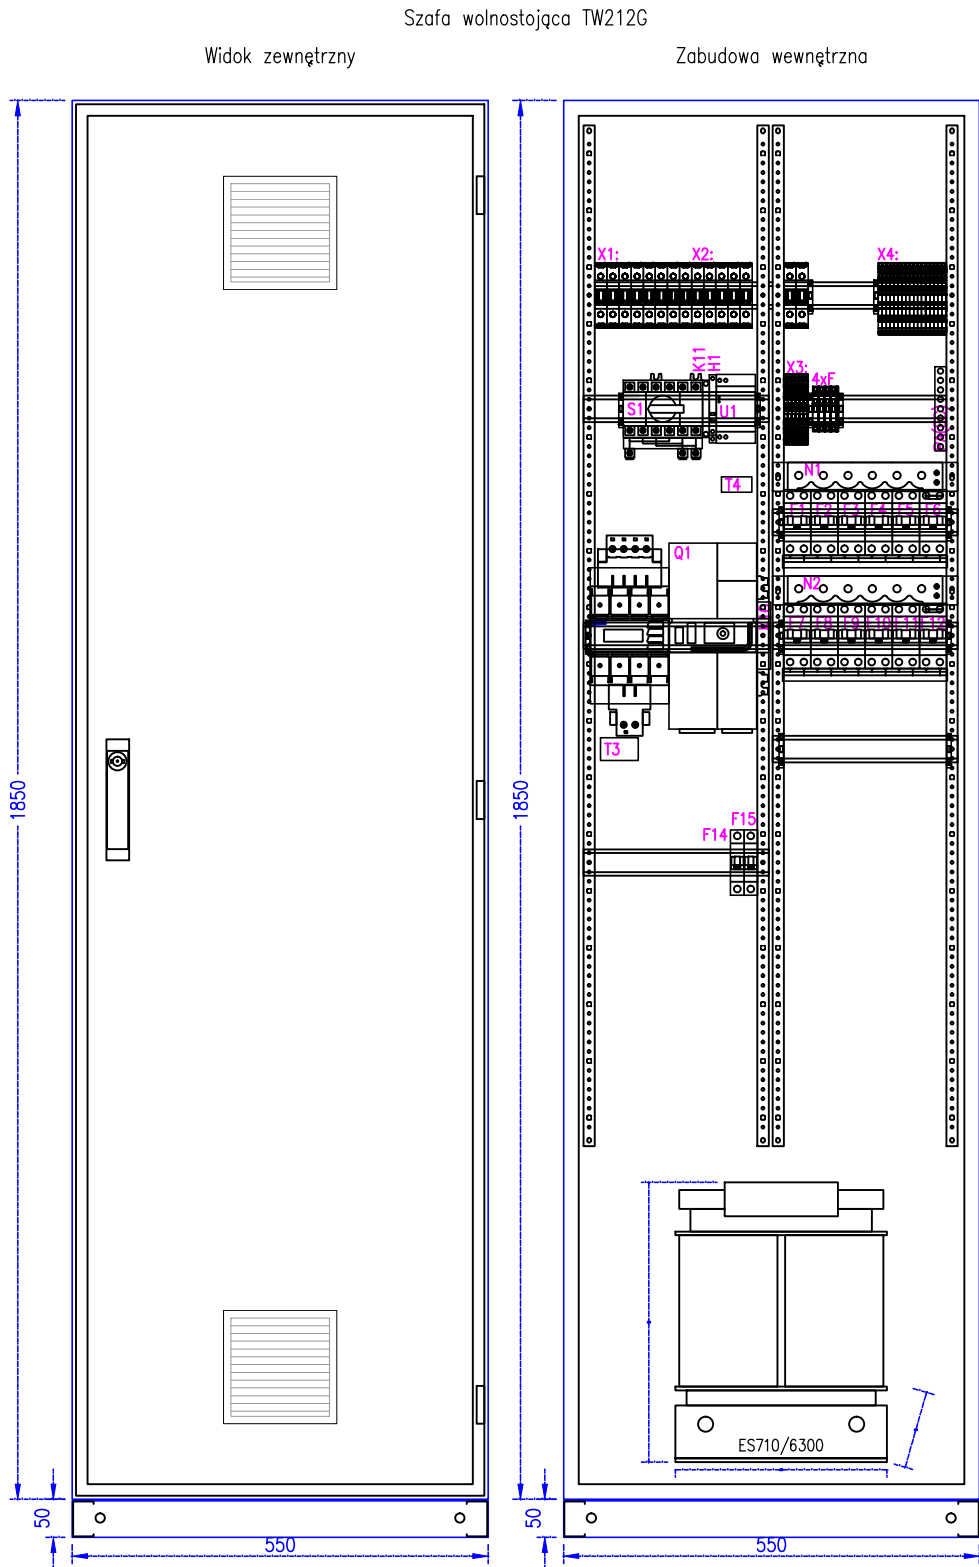 Szafa wolnostojąca TW212G
Widok zewnętrzny
Zabudowa wewnętrzna
X1:
X2:
X4:
K11
H1
X3:
4xF
S1
U1
T4
N1
F1 F2 F3 F4 F5 F6
Q1
N2
F7 F8 F9 F10 F11 F12
T3
1850
1850
F15
F14
ES710/6300
50
50
550
550